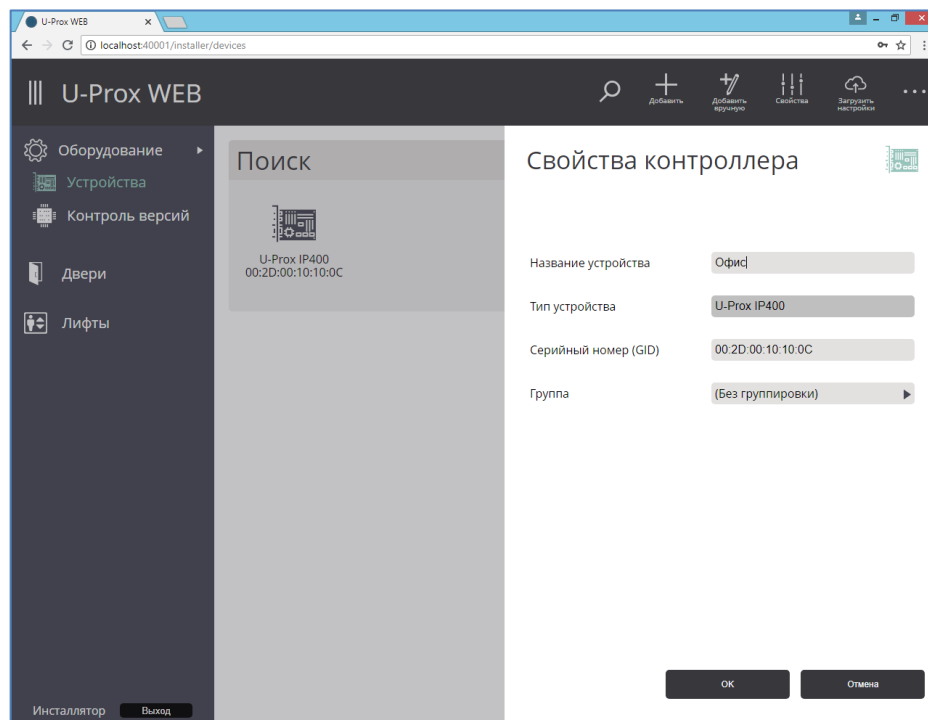 U-Prox WEB
localhost:40001/installer/devices
U-Prox WEB
Добавить
Добавить вручную
Свойства
Загрузить настройки
Оборудование
Устройства
Контроль версий
Двери
Лифты
Инсталлятор
Выход
Поиск
U-Prox IP400
00:2D:00:10:10:0C
Свойства контроллера
Название устройства
Офис
Тип устройства
U-Prox IP400
Серийный номер (GID)
00:2D:00:10:10:0C
Группа
(Без группировки)
ОК
Отмена